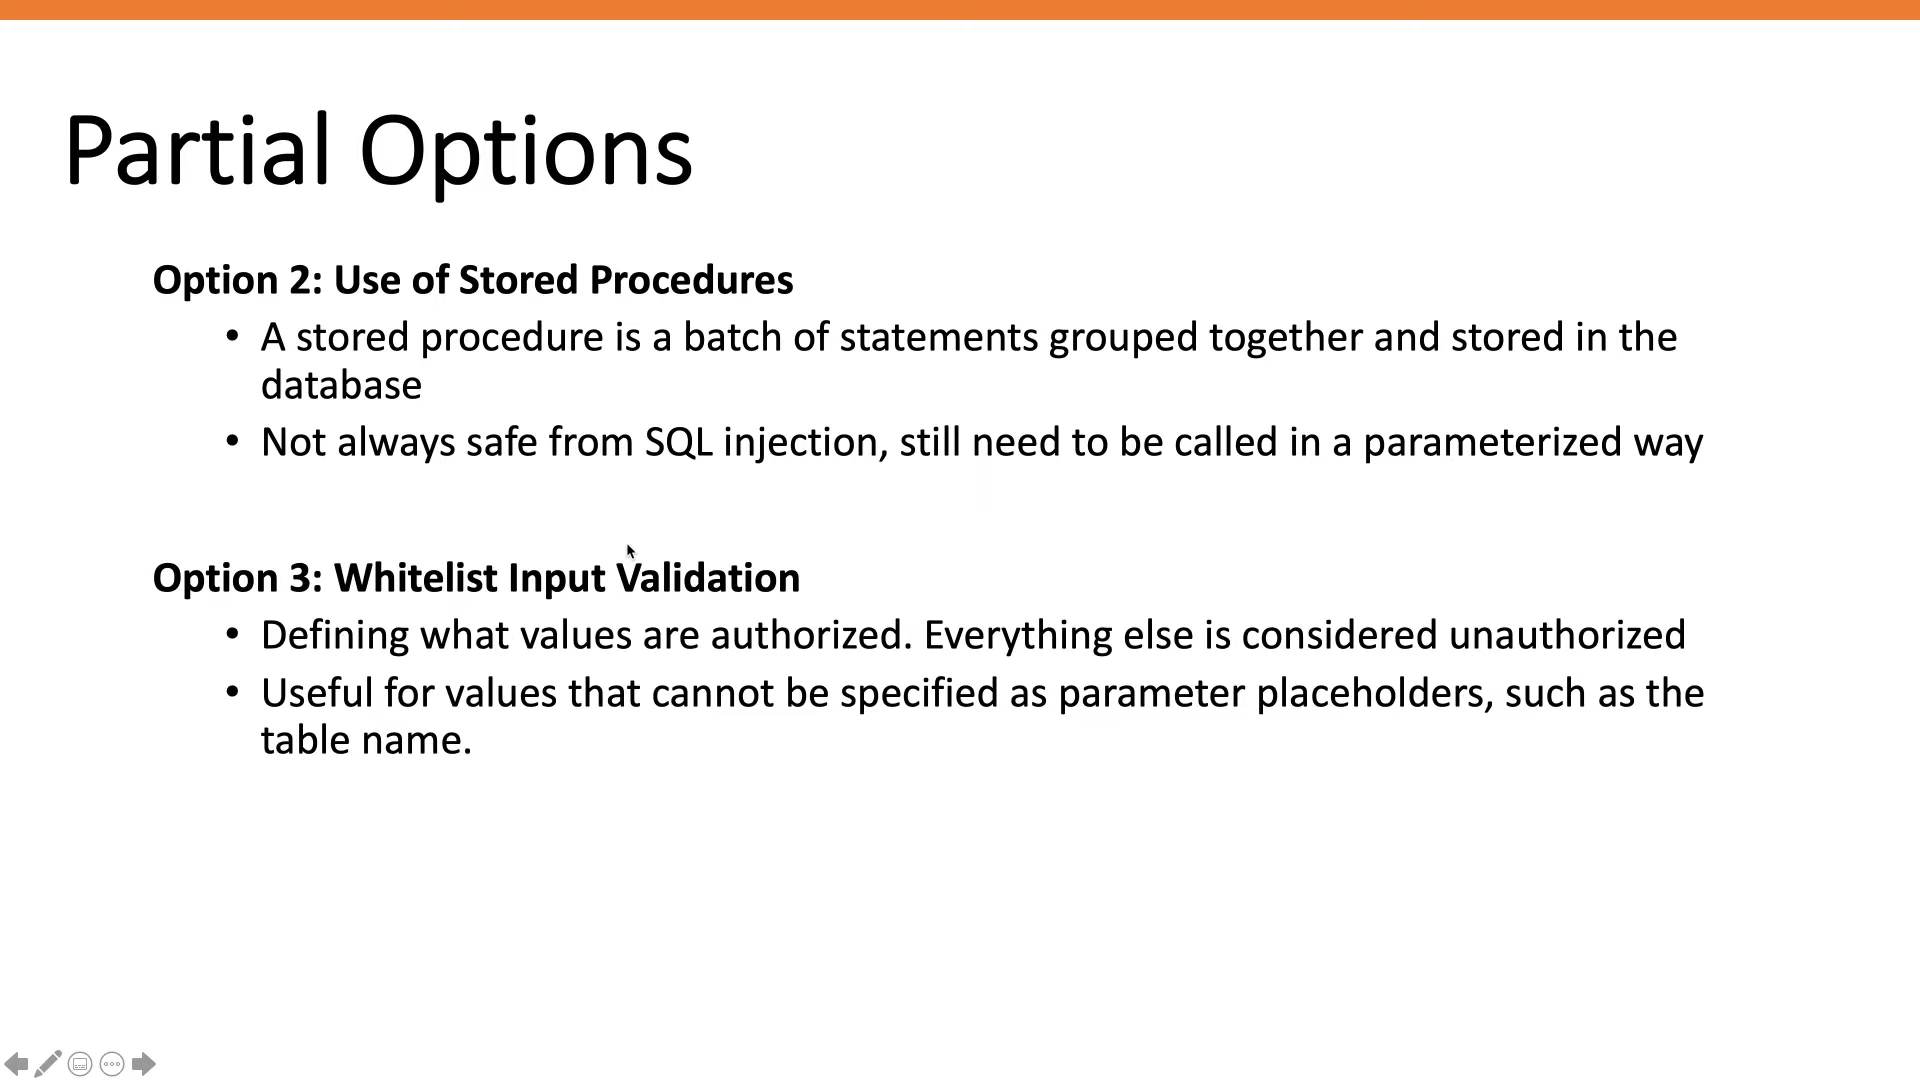 Partial Options
Option 2: Use of Stored Procedures
• A stored procedure is a batch of statements grouped together and stored in the
database
• Not always safe from SQL injection, still need to be called in a parameterized way
Option 3: Whitelist Input Validation
• Defining what values are authorized. Everything else is considered unauthorized
• Useful for values that cannot be specified as parameter placeholders, such as the
table name.